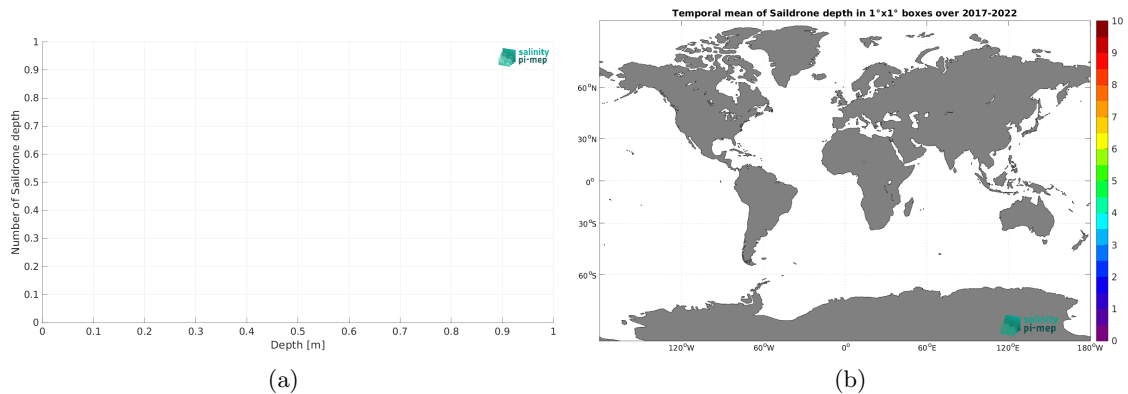 1
0.9
0.8
0.7
0.6
0.5
0.4
0.3
0.2
0.1
0
Number of Saildrone depth
0 0.1 0.2 0.3 0.4 0.5 0.6 0.7 0.8 0.9 1
Depth [m]
salinity
pi-mep
(a)
Temporal mean of Saildrone depth in 1°x1° boxes over 2017-2022
60°N
30°N
0°
30°S
60°S
120°W 60°W 0° 60°E 120°E 180°W
salinity
pi-mep
10
9
8
7
6
5
4
3
2
1
0
(b)